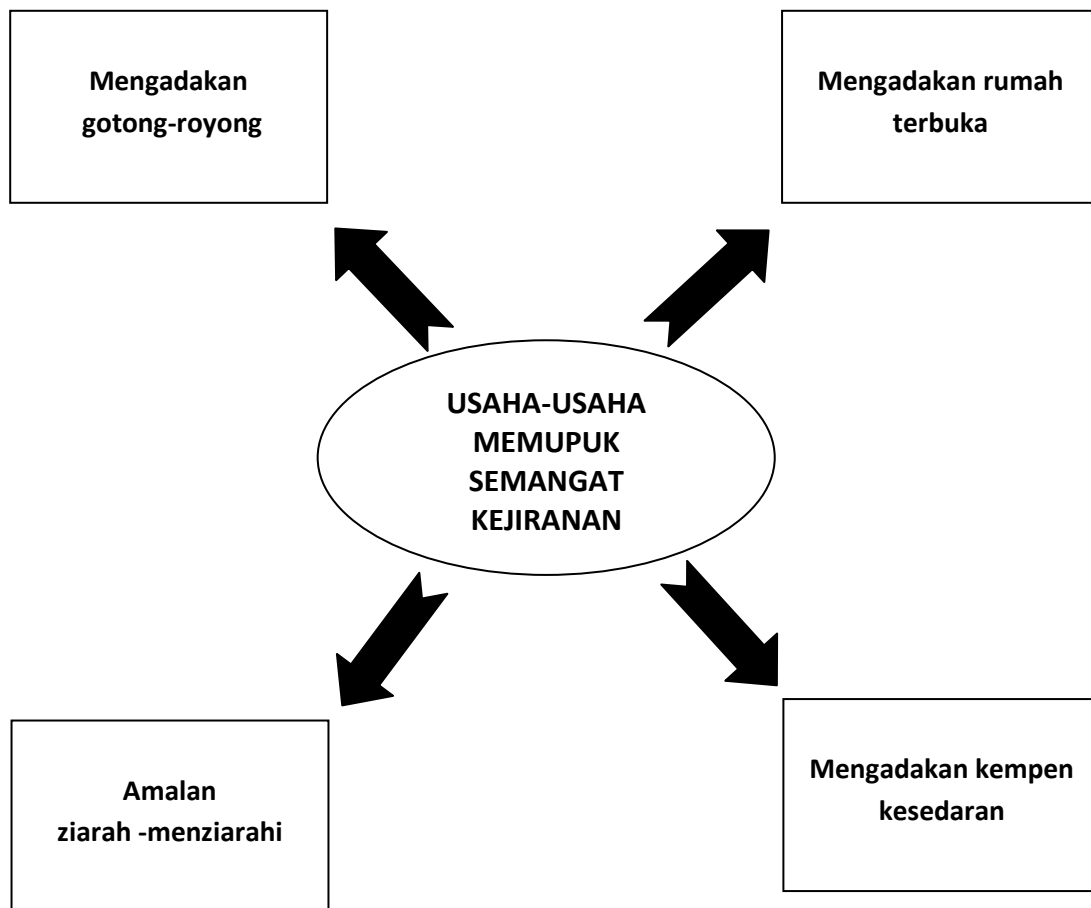 Mengadakan
gotong-royong
Mengadakan rumah
terbuka
USAHA-USAHA
MEMUPUK
SEMANGAT
KEJIRANAN
Amalan
ziarah -menziarahi
Mengadakan kempen
kesedaran